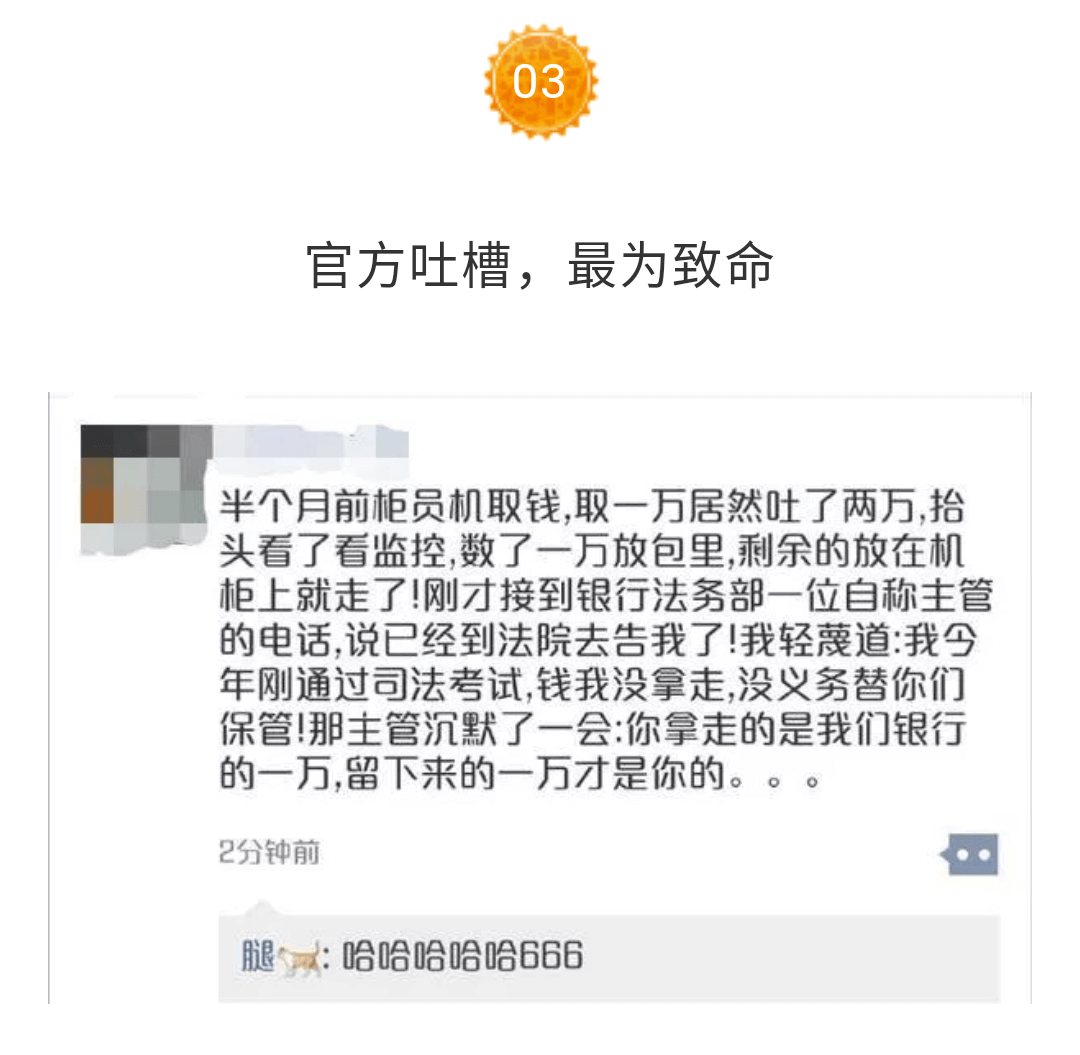 03
官方吐槽，最为致命
半个月前柜员机取钱,取一万居然吐了两万,抬
头看了看监控,数了一万放包里,剩余的放在机
柜上就走了!刚才接到银行法务部一位自称主管
的电话,说已经到法院去告我了!我轻蔑道:我今
年刚通过司法考试,钱我没拿走,没义务替你们
保管!那主管沉默了一会:你拿走的是我们银行
的一万,留下来的一万才是你的。。。
2分钟前
腿🐈: 哈哈哈哈哈666